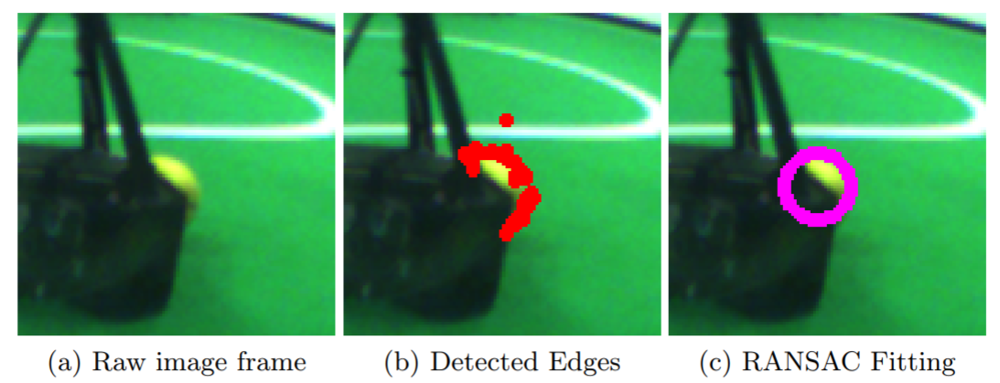 (a) Raw image frame
(b) Detected Edges
(c) RANSAC Fitting